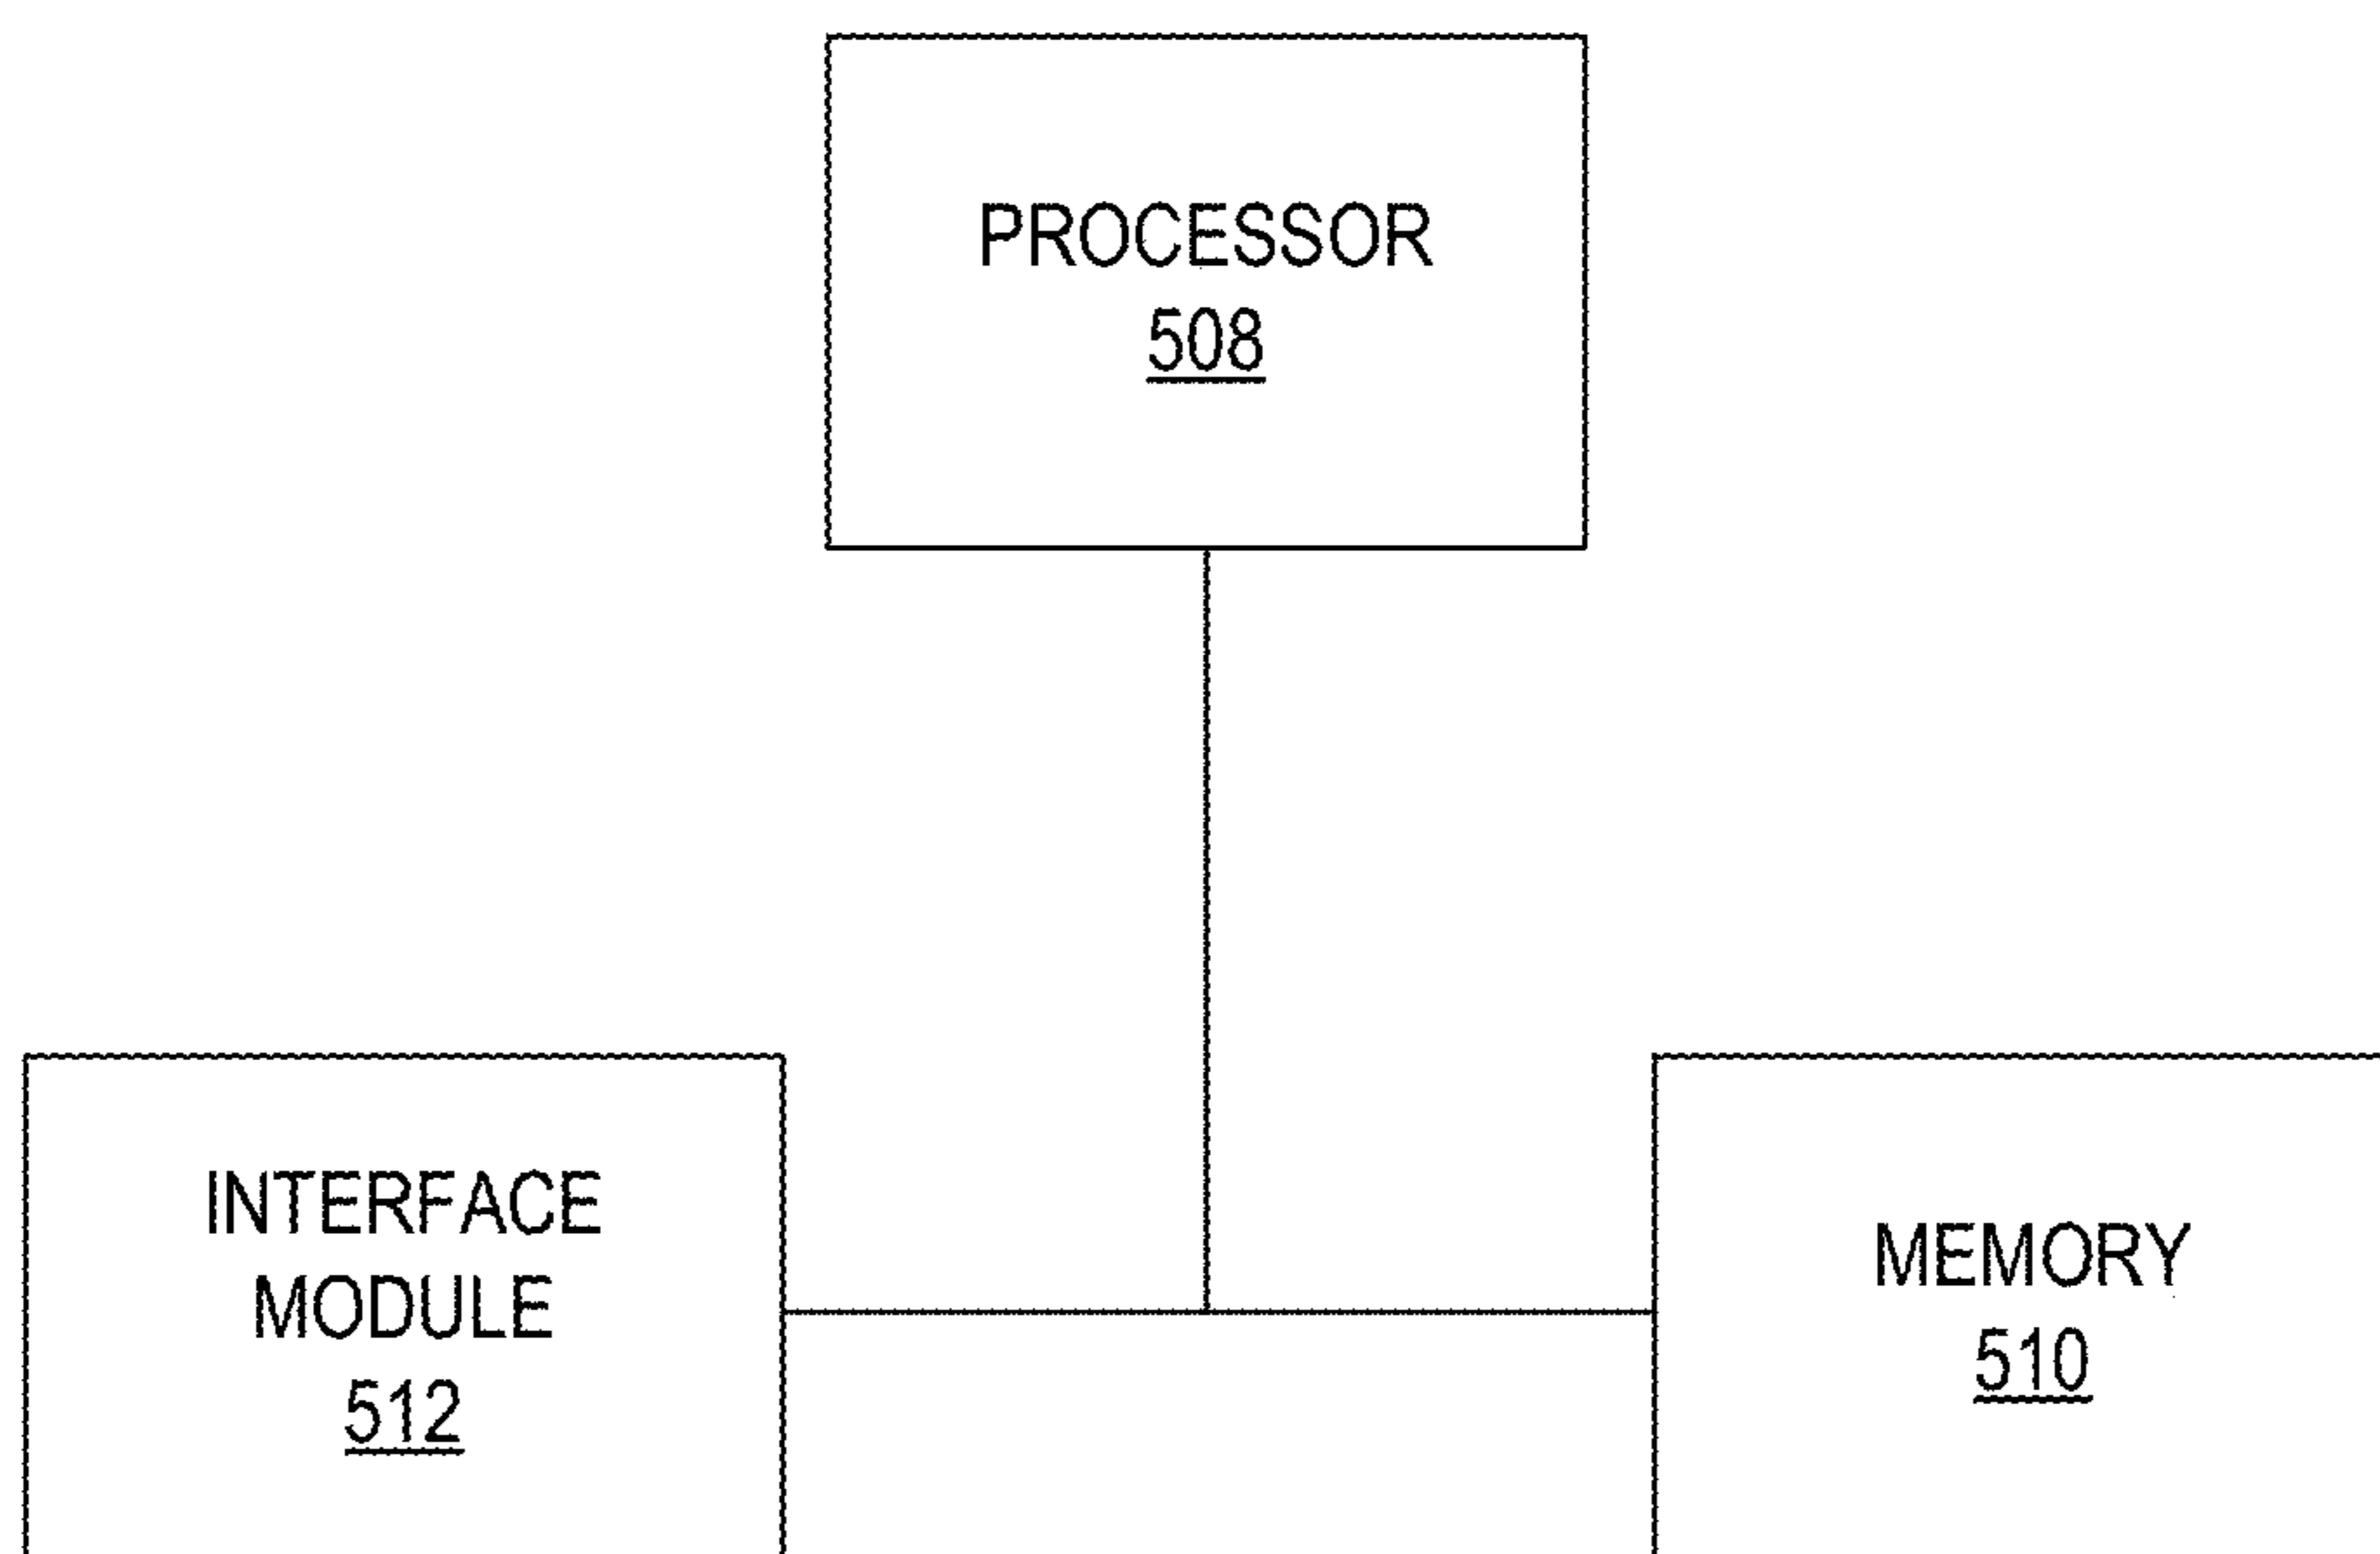 PROCESSOR
508
INTERFACE
MODULE
512
MEMORY
510